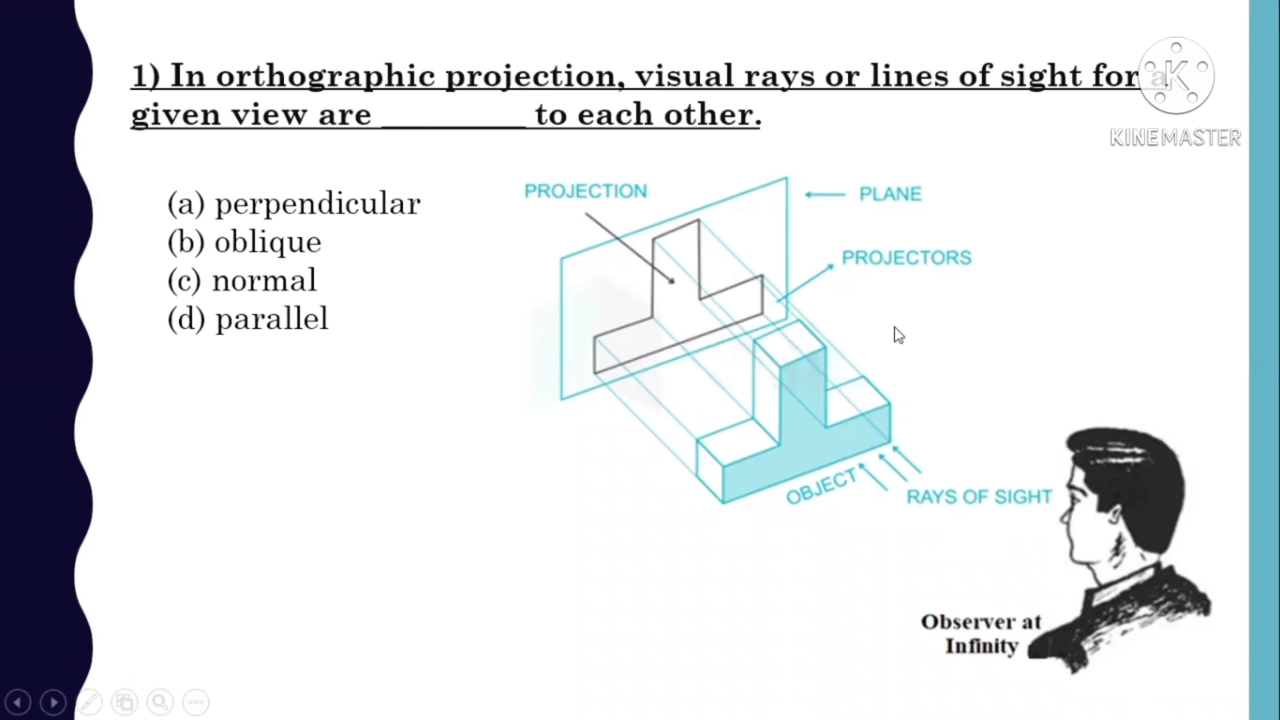 1) In orthographic projection, visual rays or lines of sight for a
given view are ________ to each other.
K
KINEMASTER
(a) perpendicular
(b) oblique
(c) normal
(d) parallel
PROJECTION
PLANE
PROJECTORS
OBJECT
RAYS OF SIGHT
Observer at
Infinity